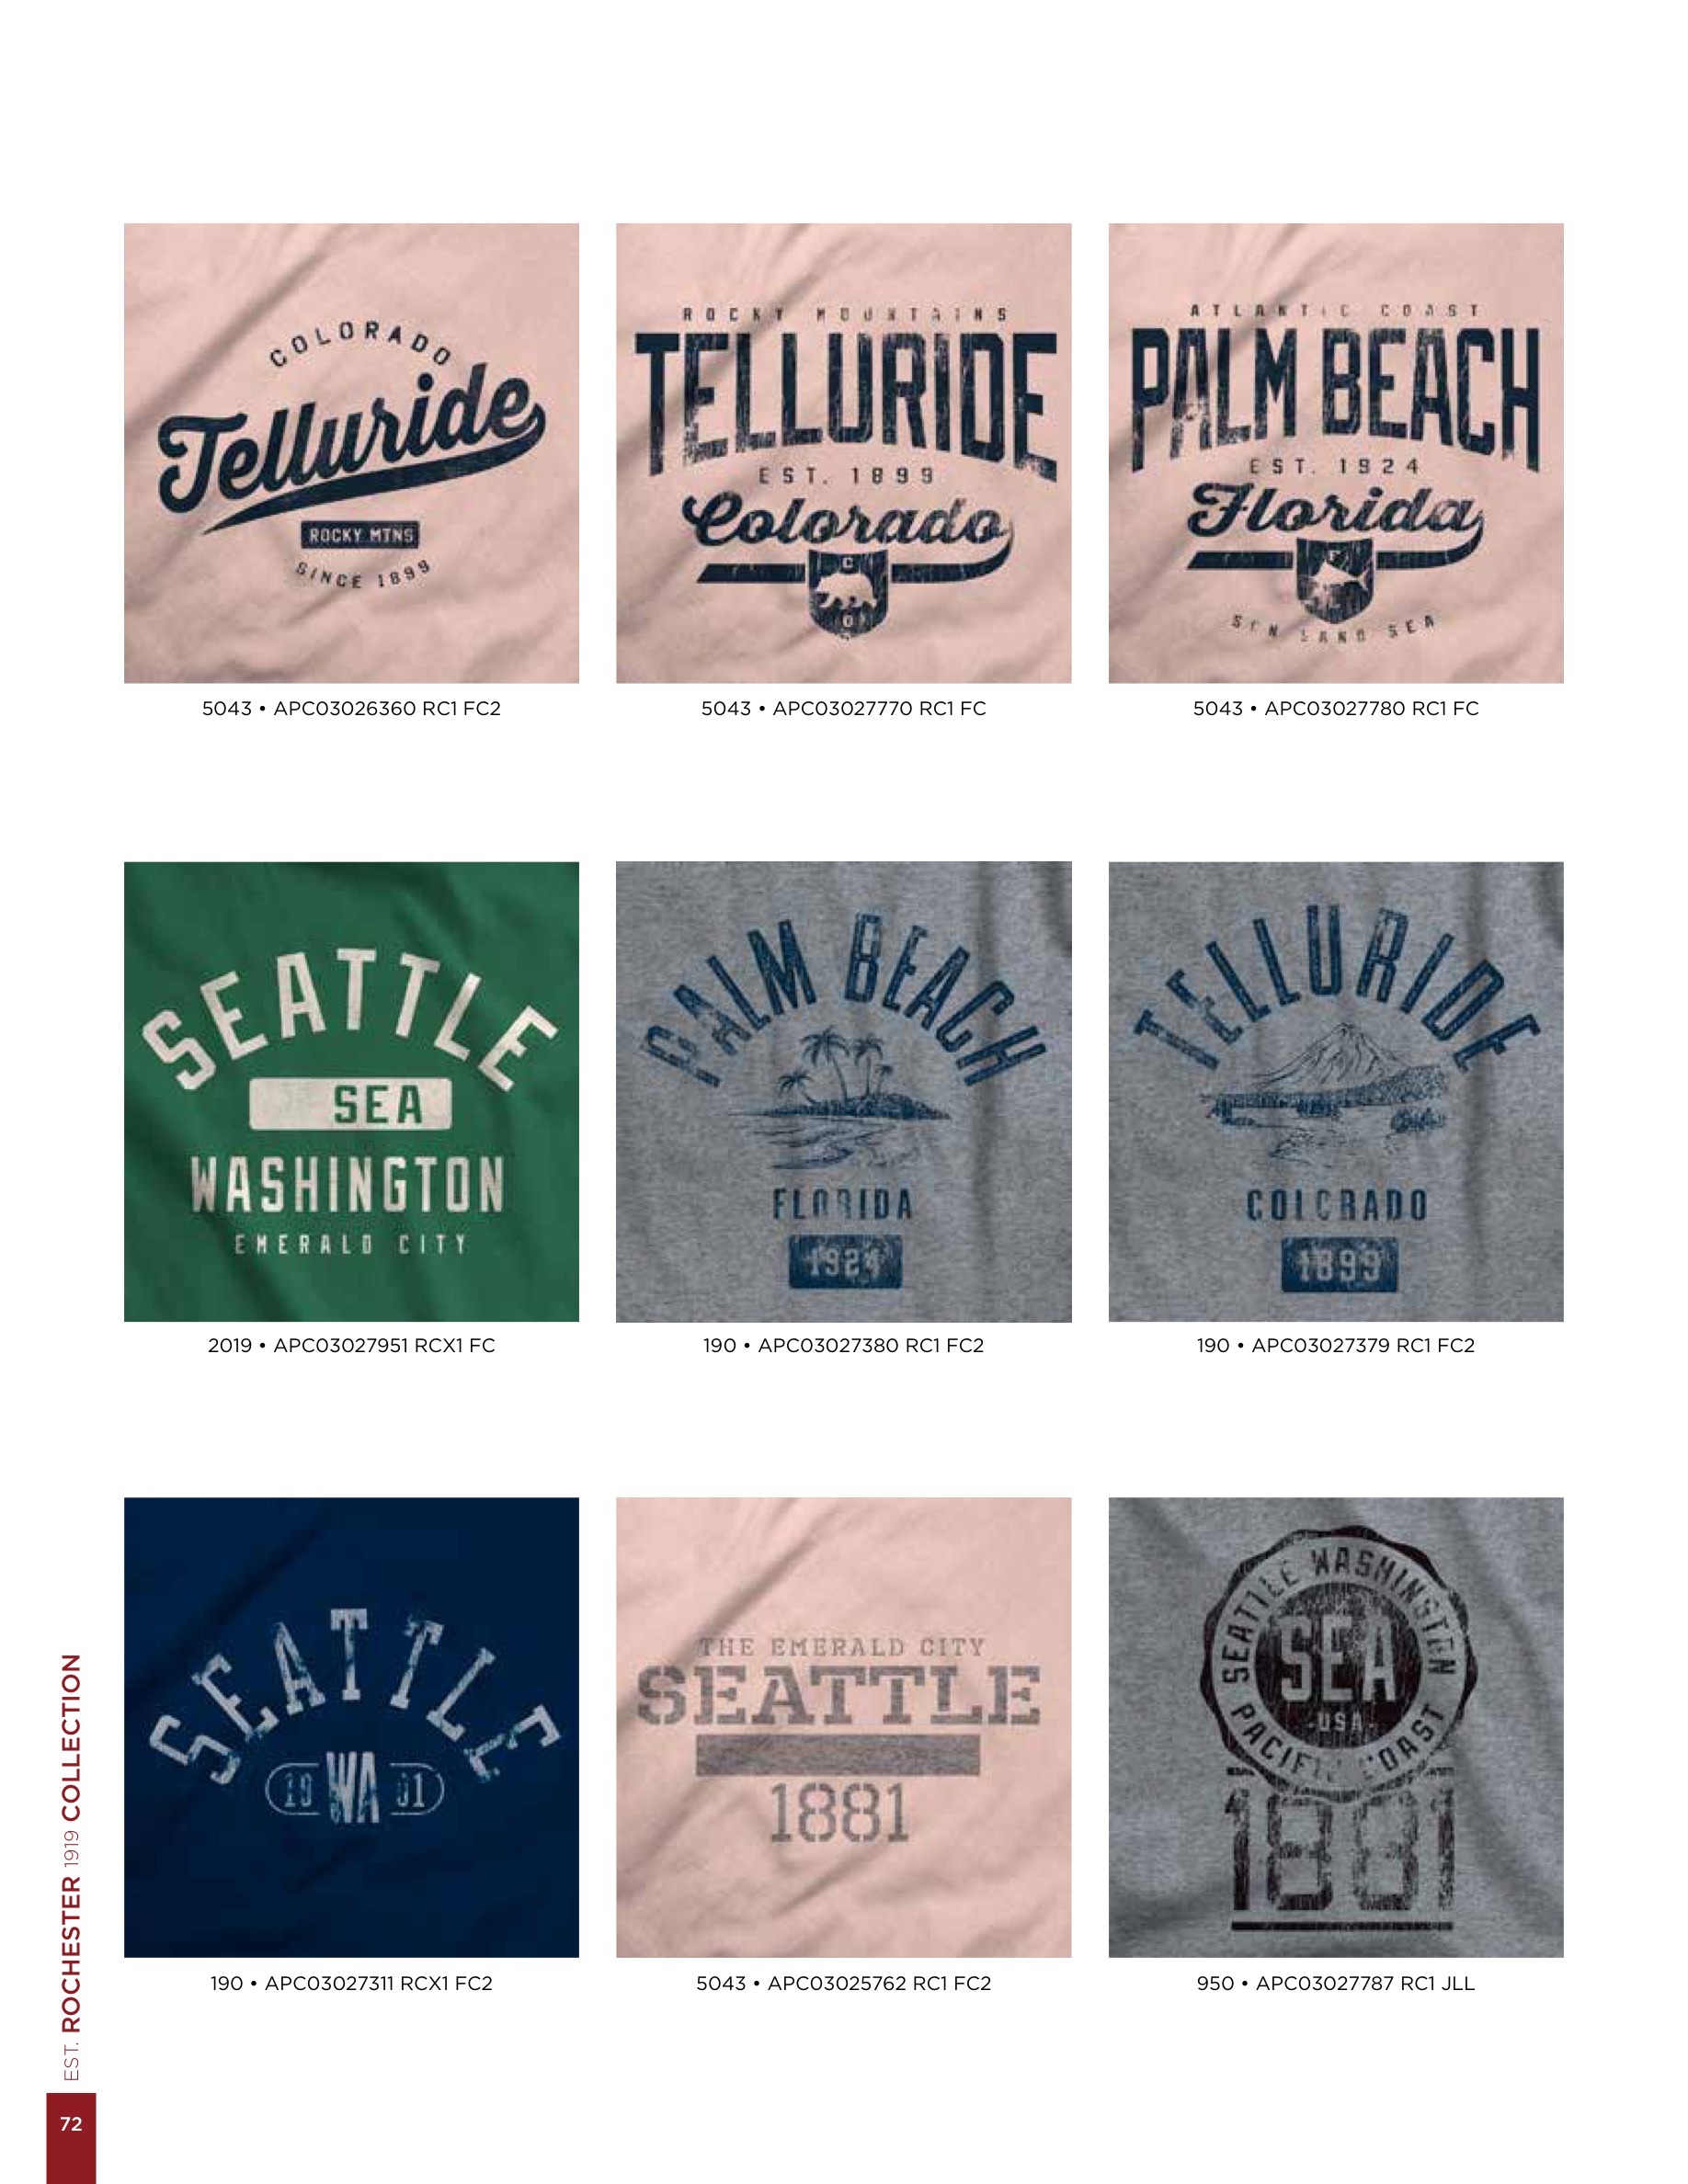 COLORADO
Telluride
ROCKY MTNS
SINCE 1899
5043 • APC03026360 RC1 FC2
ROCKY MOUNTAINS
TELLURIDE
EST. 1899
Colorado
C
O
5043 • APC03027770 RC1 FC
ATLANTIC COAST
PALM BEACH
EST. 1924
Florida
F
SUN SAND SEA
5043 • APC03027780 RC1 FC
SEATTLE
SEA
WASHINGTON
EMERALD CITY
2019 • APC03027951 RCX1 FC
PALM BEACH
FLORIDA
1924
190 • APC03027380 RC1 FC2
TELLURIDE
COLORADO
1899
190 • APC03027379 RC1 FC2
SEATTLE
WA
190 • APC03027311 RCX1 FC2
THE EMERALD CITY
SEATTLE
1881
5043 • APC03025762 RC1 FC2
SEATTLE WASHINGTON
SEA
-USA-
PACIFIC COAST
1881
950 • APC03027787 RC1 JLL
EST. ROCHESTER 1919 COLLECTION
72